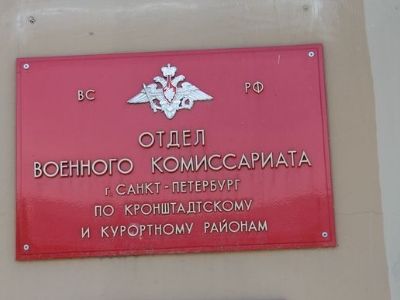 ВС РФ
ОТДЕЛ
ВОЕННОГО КОМИССАРИАТА
г. САНКТ-ПЕТЕРБУРГ
ПО КРОНШТАДТСКОМУ
И КУРОРТНОМУ РАЙОНАМ